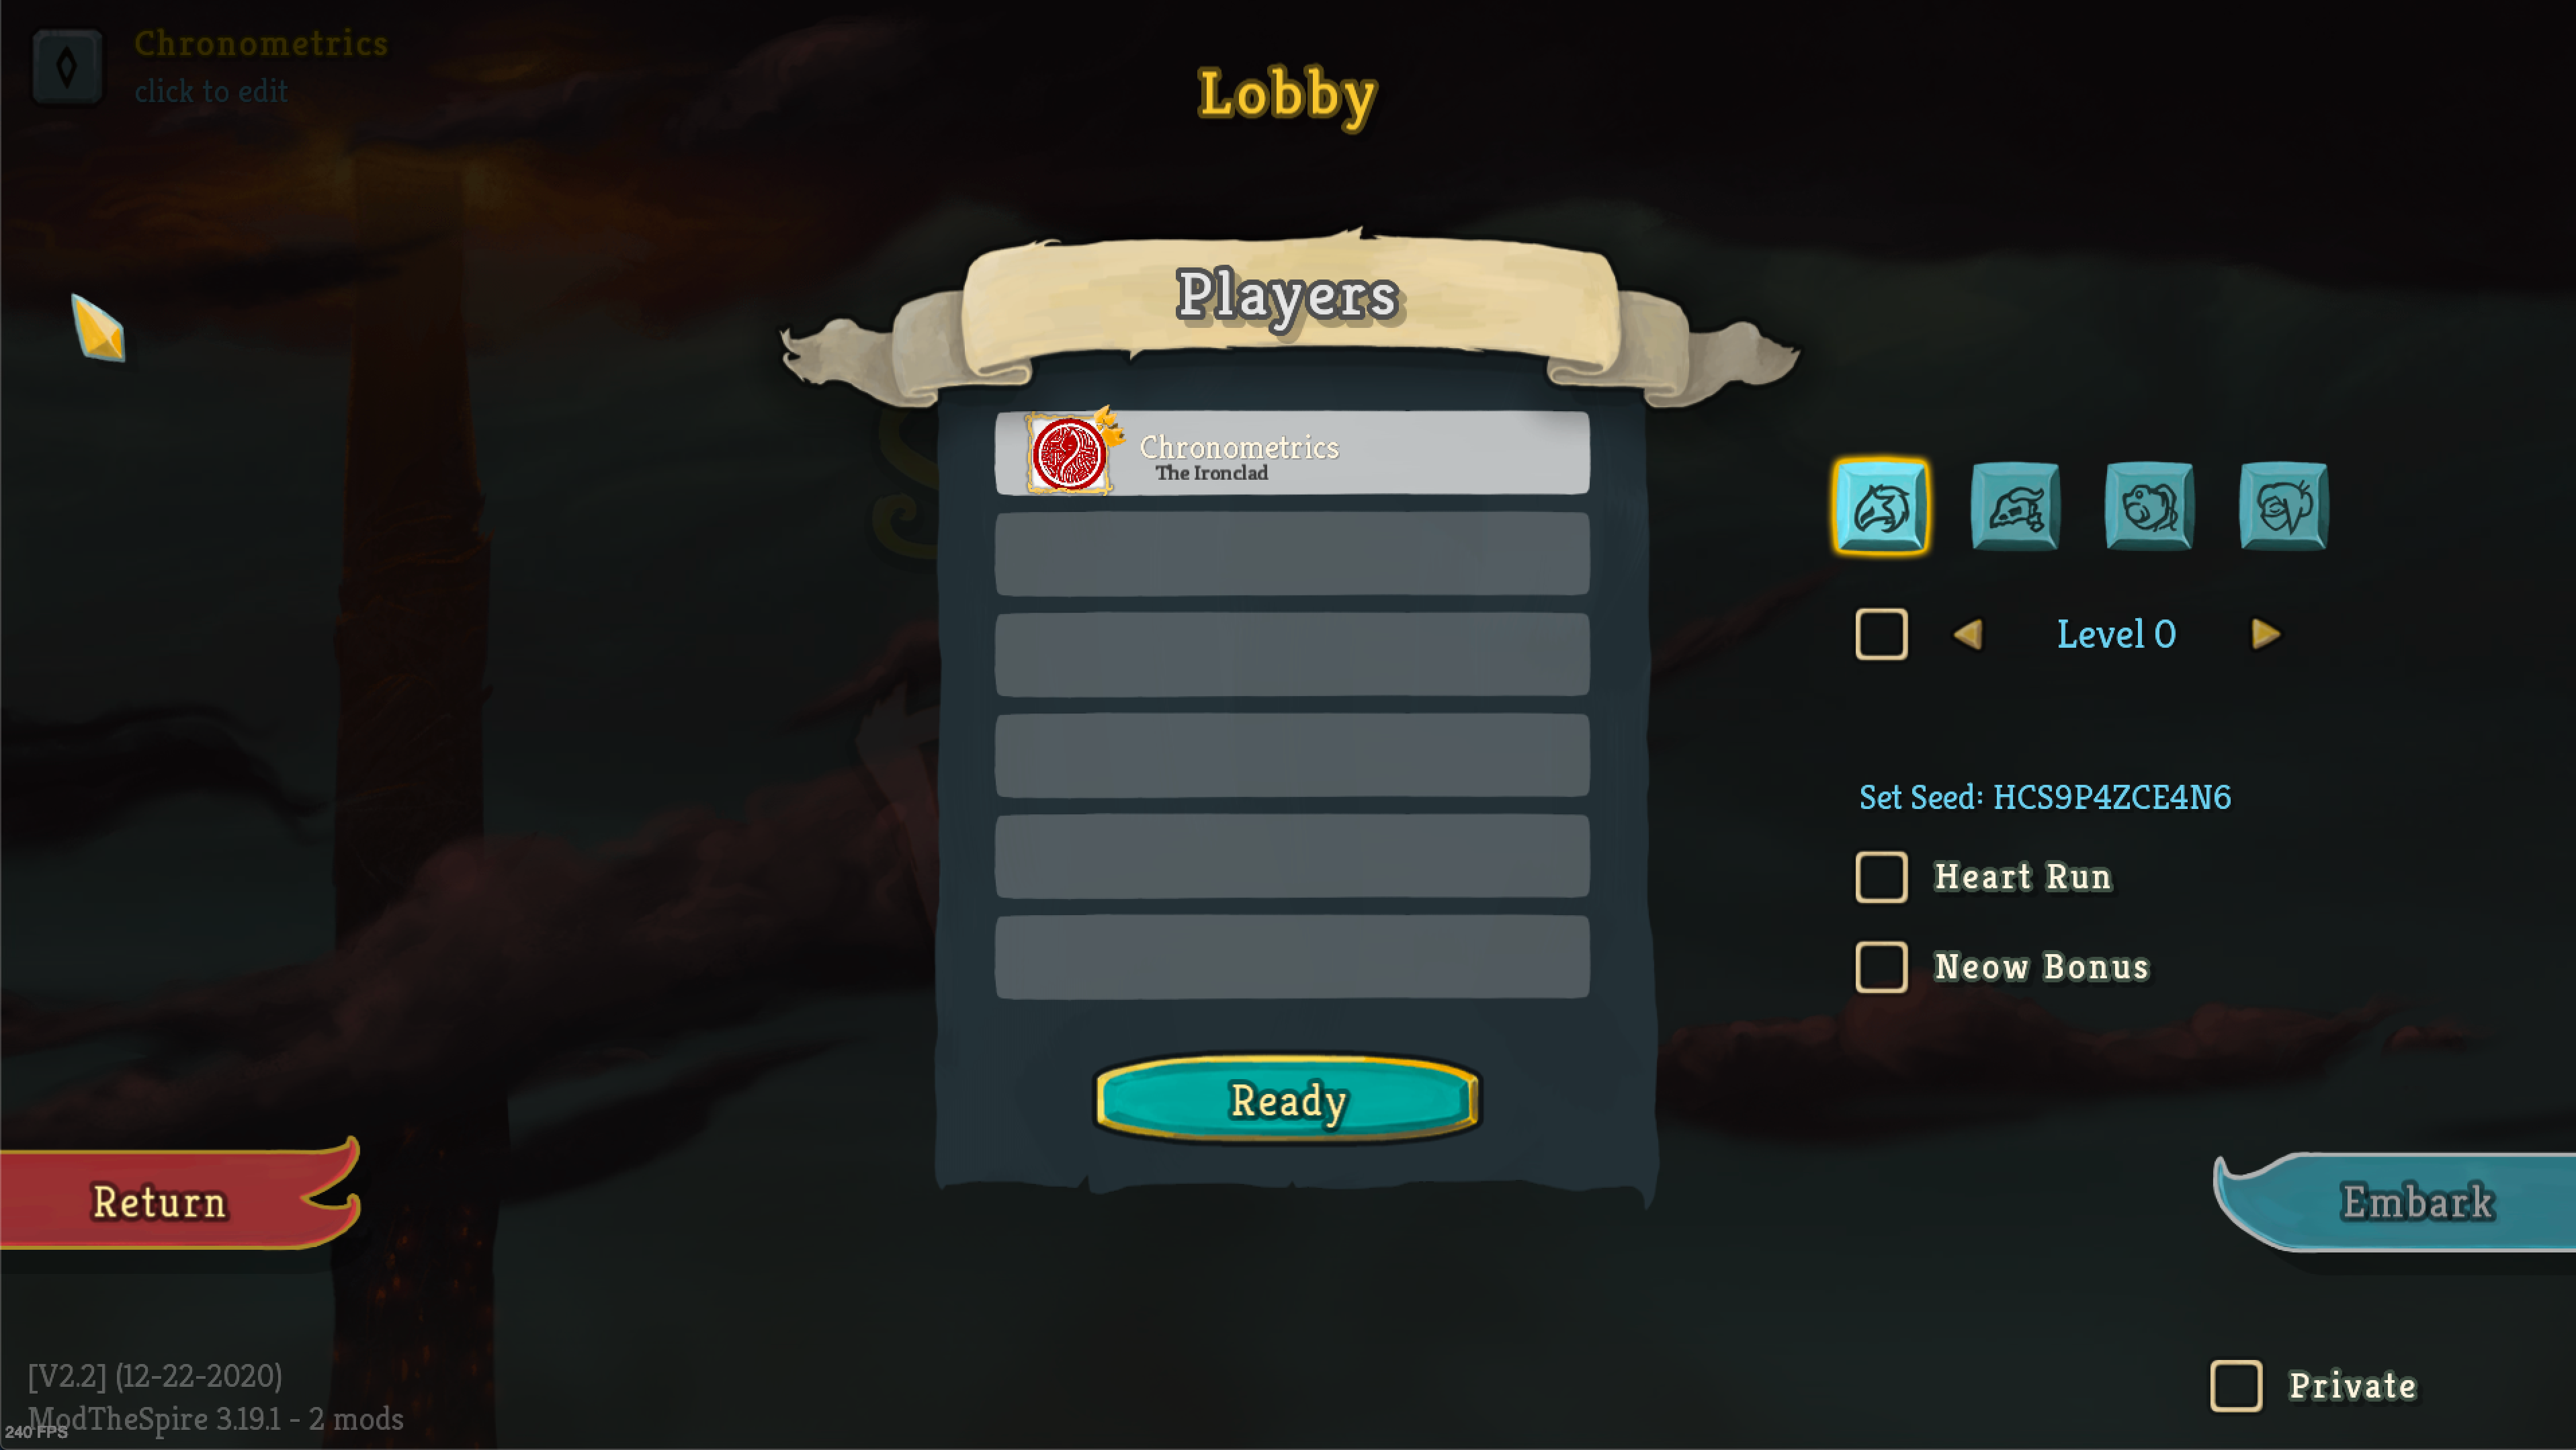 Chronometrics
click to edit
Lobby
Players
Chronometrics
The Ironclad
Level 0
Set Seed: HCS9P4ZCE4N6
Heart Run
Neow Bonus
Ready
Return
Embark
[V2.2] (12-22-2020)
ModTheSpire 3.19.1 - 2 mods
240 FPS
Private